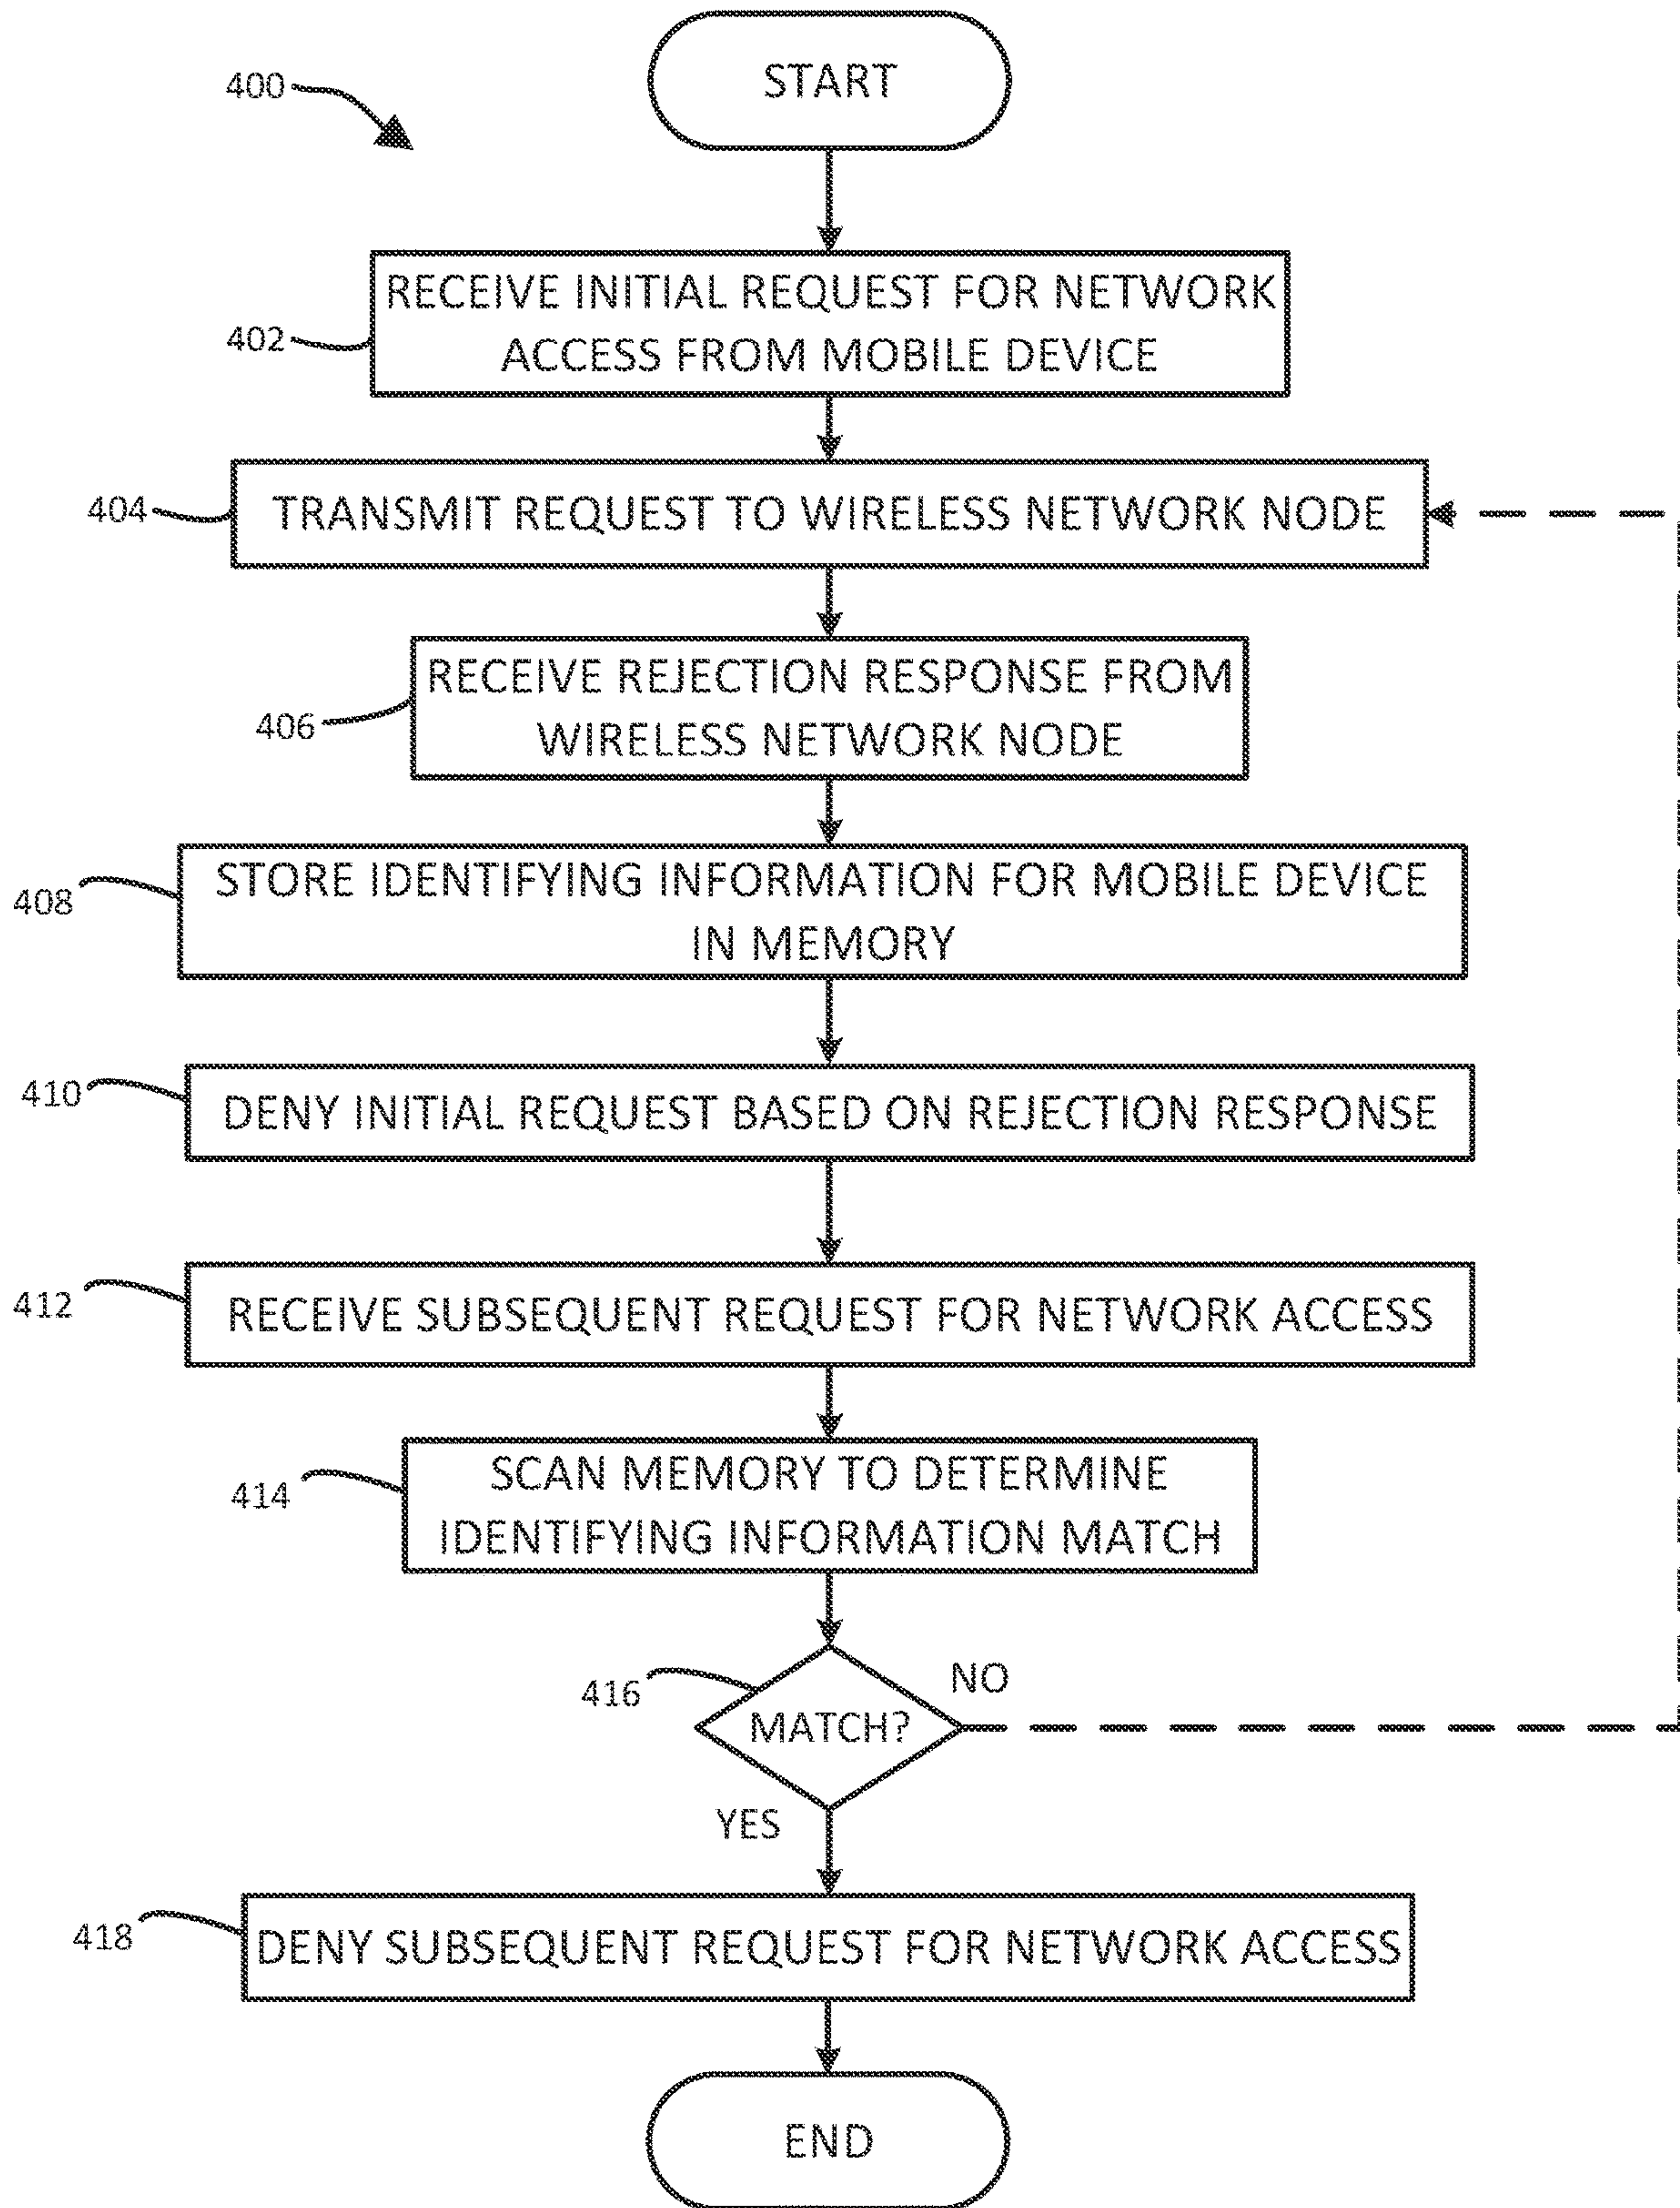 START
400
RECEIVE INITIAL REQUEST FOR NETWORK
ACCESS FROM MOBILE DEVICE
402
TRANSMIT REQUEST TO WIRELESS NETWORK NODE
404
RECEIVE REJECTION RESPONSE FROM
WIRELESS NETWORK NODE
406
STORE IDENTIFYING INFORMATION FOR MOBILE DEVICE
IN MEMORY
408
DENY INITIAL REQUEST BASED ON REJECTION RESPONSE
410
RECEIVE SUBSEQUENT REQUEST FOR NETWORK ACCESS
412
SCAN MEMORY TO DETERMINE
IDENTIFYING INFORMATION MATCH
414
416
MATCH?
NO
YES
DENY SUBSEQUENT REQUEST FOR NETWORK ACCESS
418
END